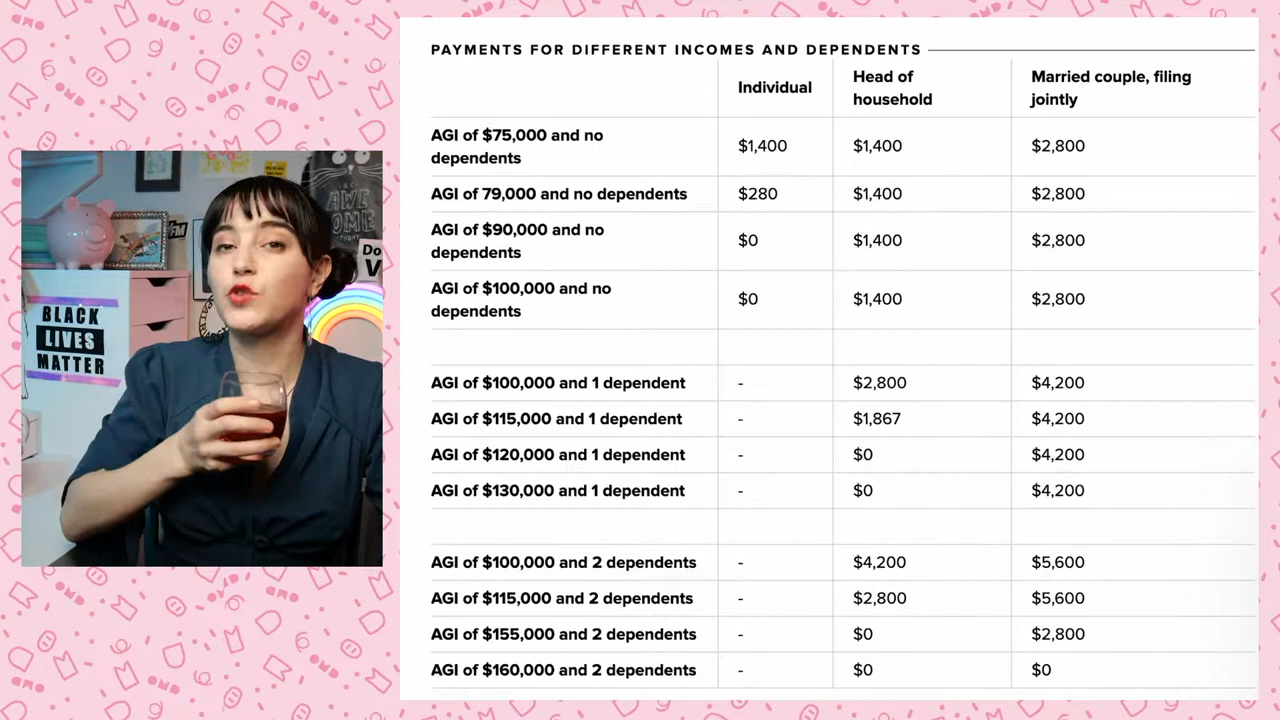 PAYMENTS FOR DIFFERENT INCOMES AND DEPENDENTS
Individual
Head of
household
Married couple, filing
jointly
AGI of $75,000 and no
dependents
$1,400
$1,400
$2,800
AGI of 79,000 and no dependents
$280
$1,400
$2,800
AGI of $90,000 and no
dependents
$0
$1,400
$2,800
AGI of $100,000 and no
dependents
$0
$1,400
$2,800
AGI of $100,000 and 1 dependent
-
$2,800
$4,200
AGI of $115,000 and 1 dependent
-
$1,867
$4,200
AGI of $120,000 and 1 dependent
-
$0
$4,200
AGI of $130,000 and 1 dependent
-
$0
$4,200
AGI of $100,000 and 2 dependents
-
$4,200
$5,600
AGI of $115,000 and 2 dependents
-
$2,800
$5,600
AGI of $155,000 and 2 dependents
-
$0
$2,800
AGI of $160,000 and 2 dependents
-
$0
$0
BLACK
LIVES
MATTER
AWE
OME
FM
Do
V